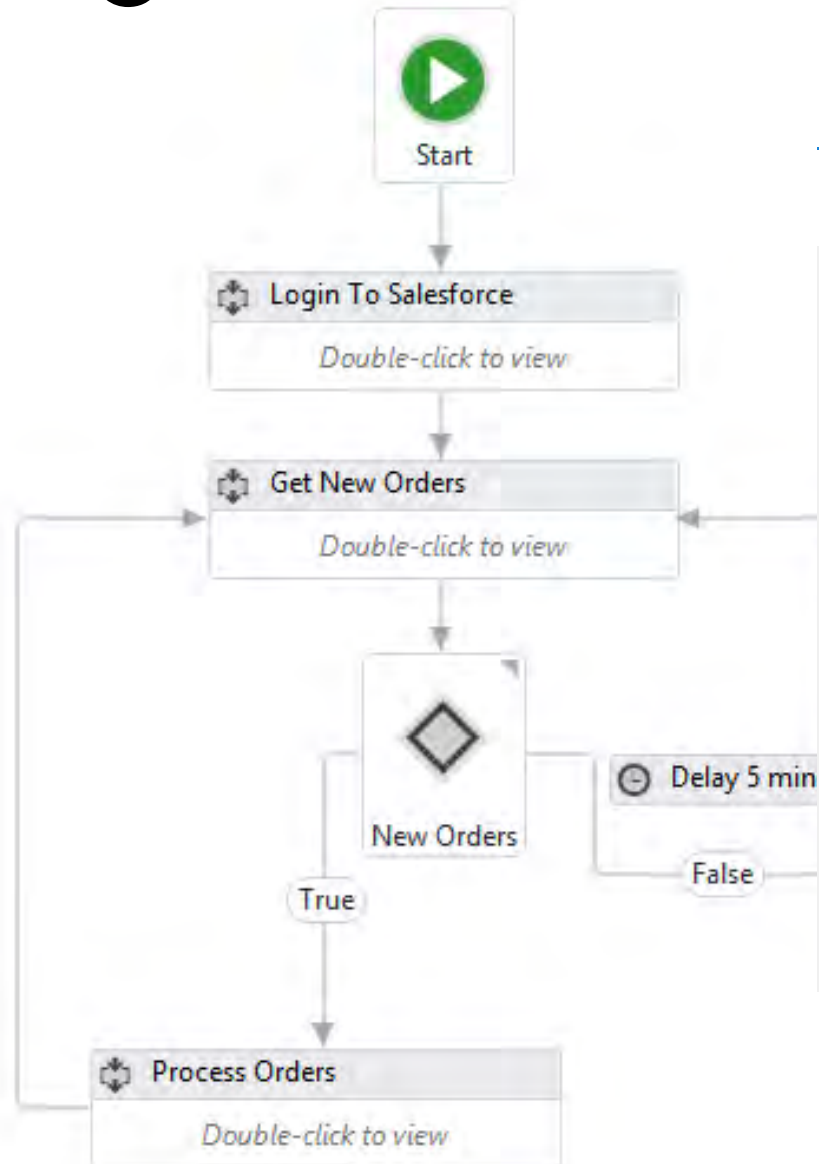 Start
Login To Salesforce
Double-click to view
Get New Orders
Double-click to view
New Orders
Delay 5 min
False
True
Process Orders
Double-click to view